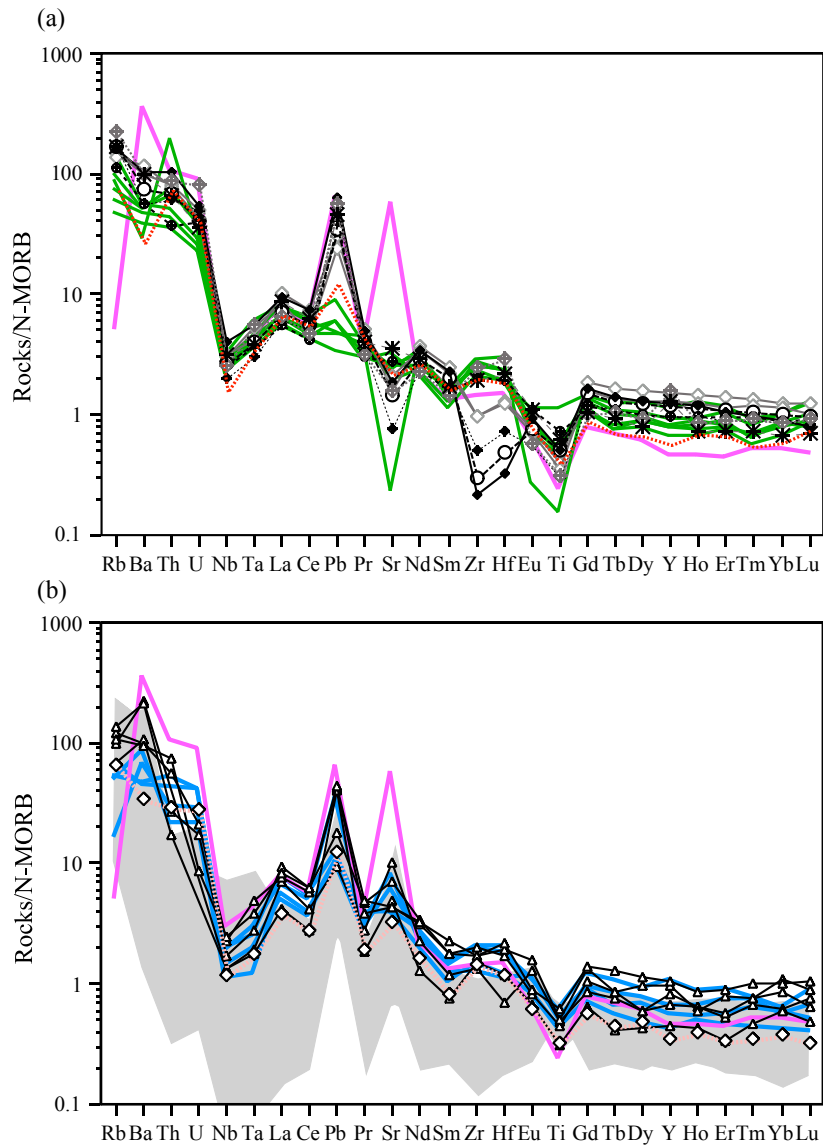 (a)
1000
100
10
1
0.1
Rocks/N-MORB
Rb Ba Th U Nb Ta La Ce Pb Pr Sr Nd Sm Zr Hf Eu Ti Gd Tb Dy Y Ho Er Tm Yb Lu
(b)
1000
100
10
1
0.1
Rocks/N-MORB
Rb Ba Th U Nb Ta La Ce Pb Pr Sr Nd Sm Zr Hf Eu Ti Gd Tb Dy Y Ho Er Tm Yb Lu